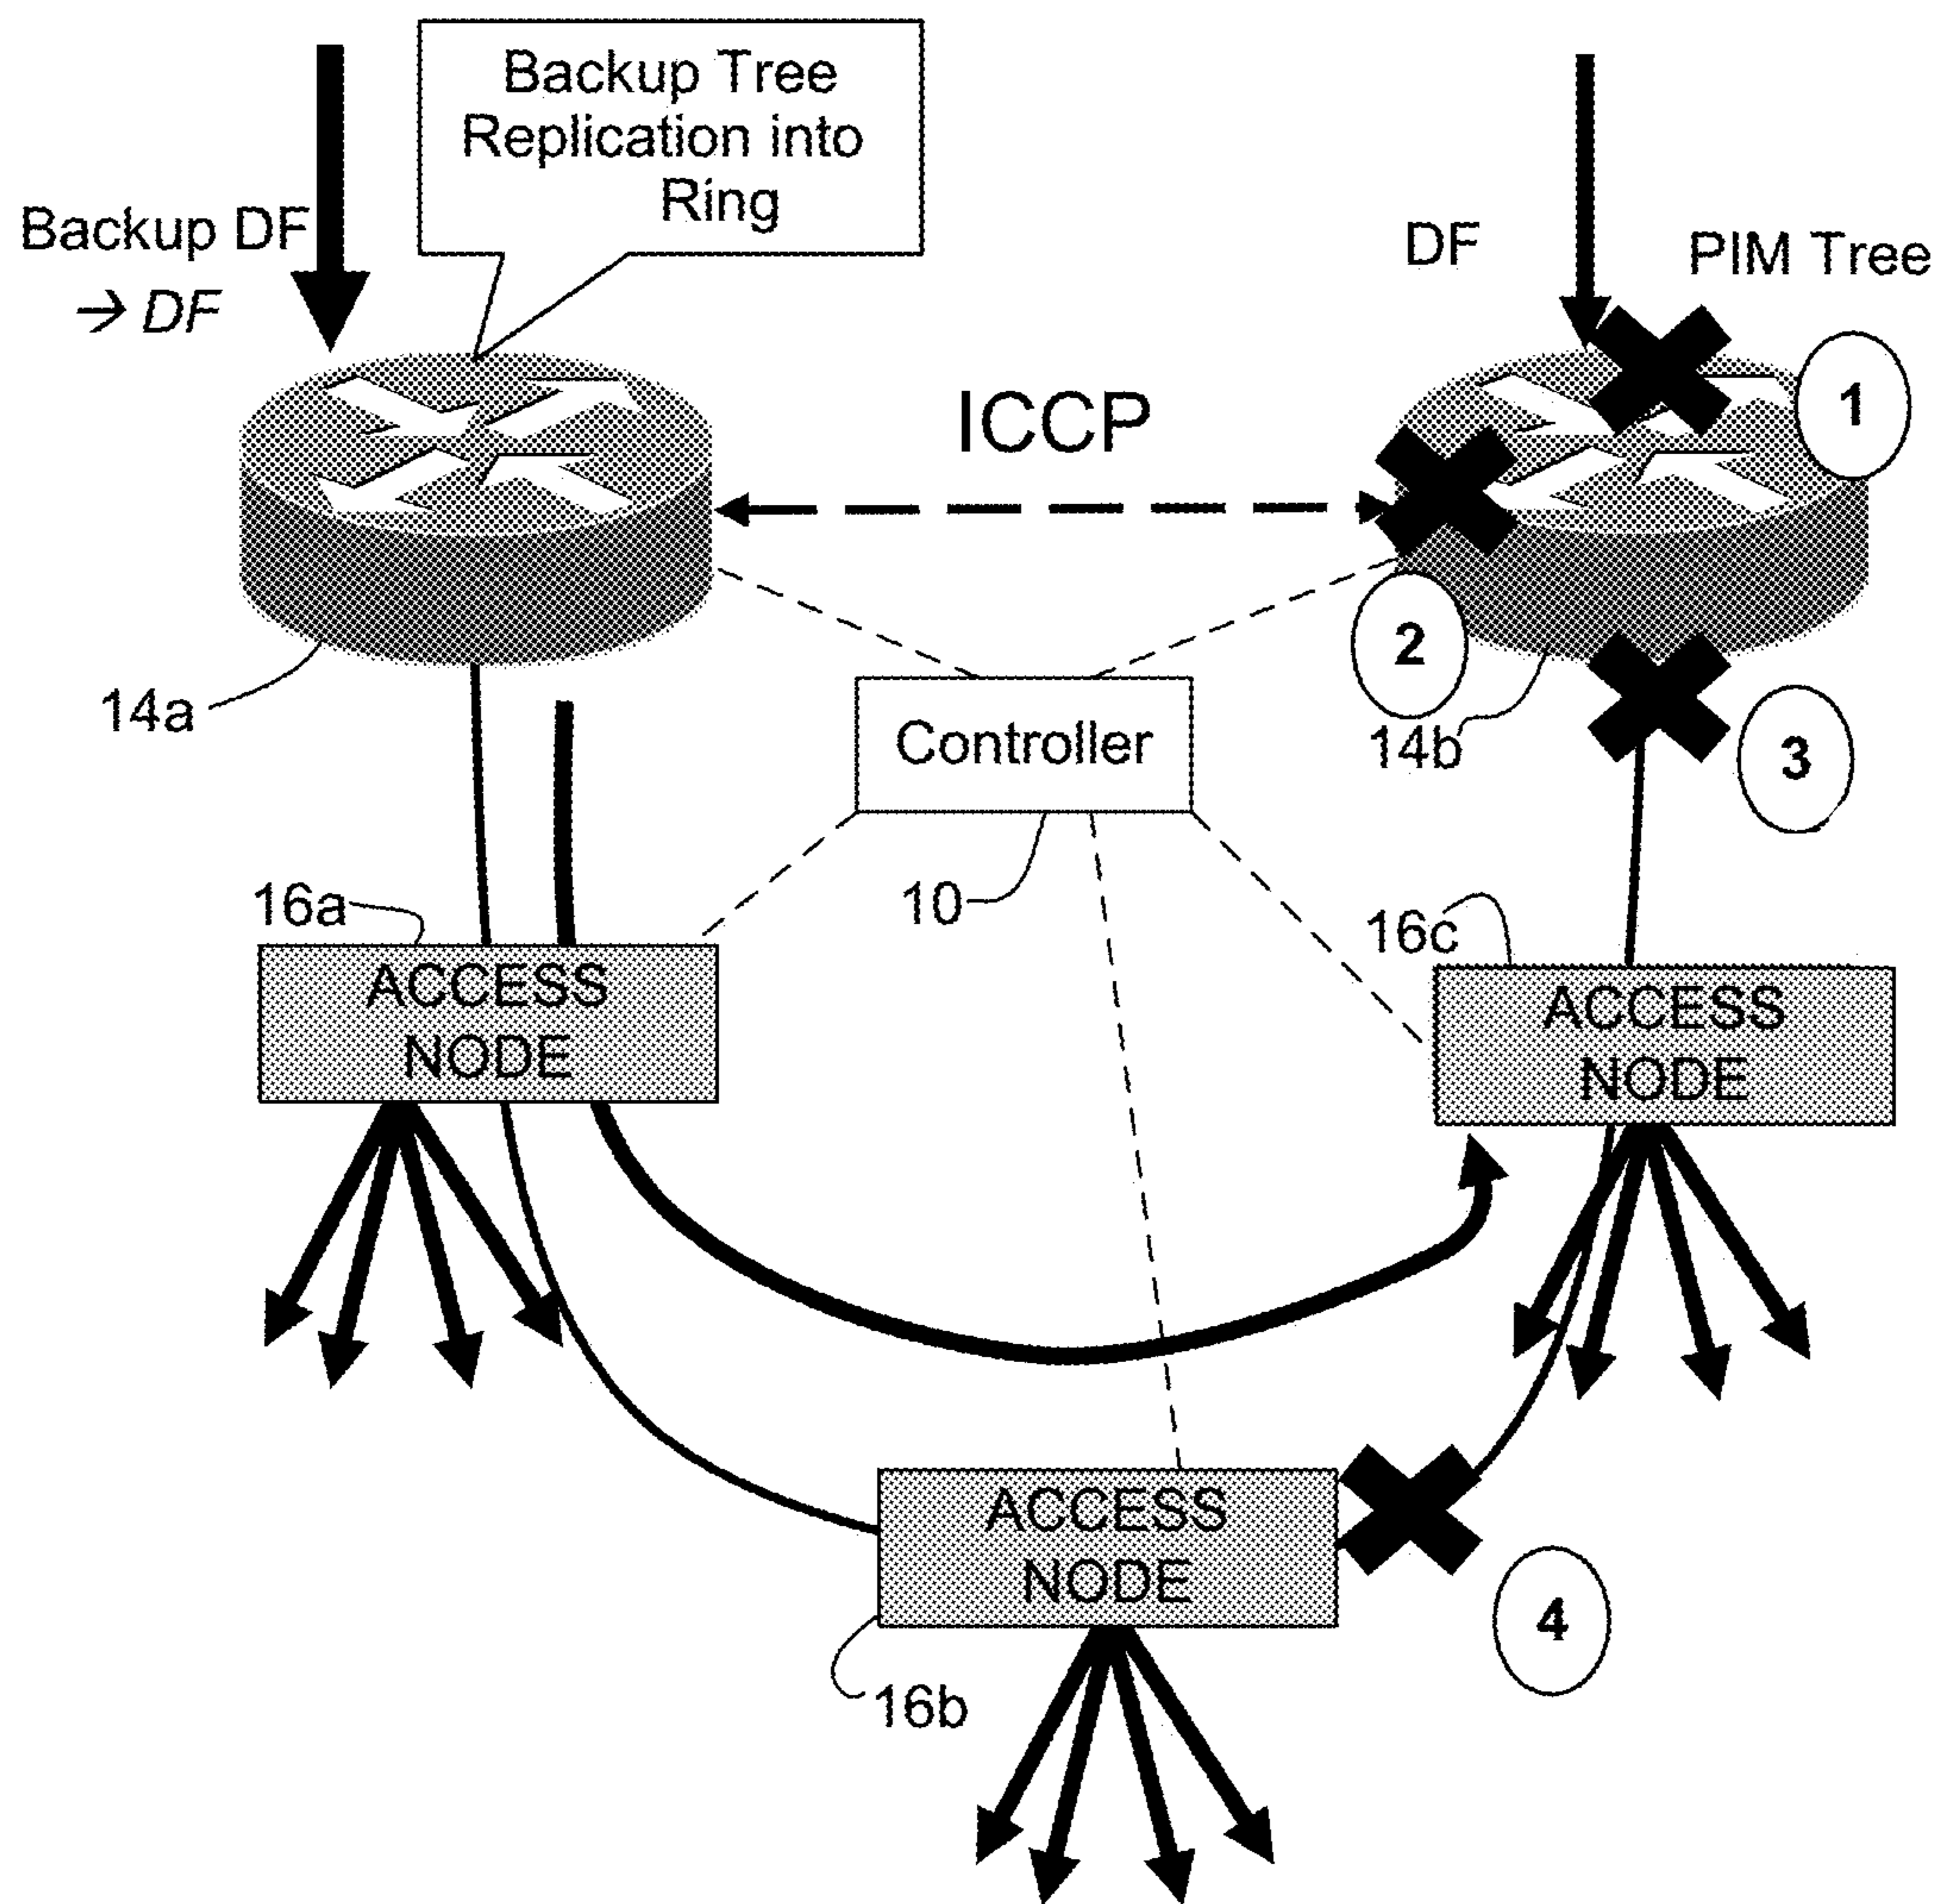 Backup Tree
Replication into
Ring
Backup DF
→ DF
DF
PIM Tree
1
ICCP
2
14a
14b
3
Controller
10
16a
16c
ACCESS
NODE
ACCESS
NODE
ACCESS
NODE
4
16b